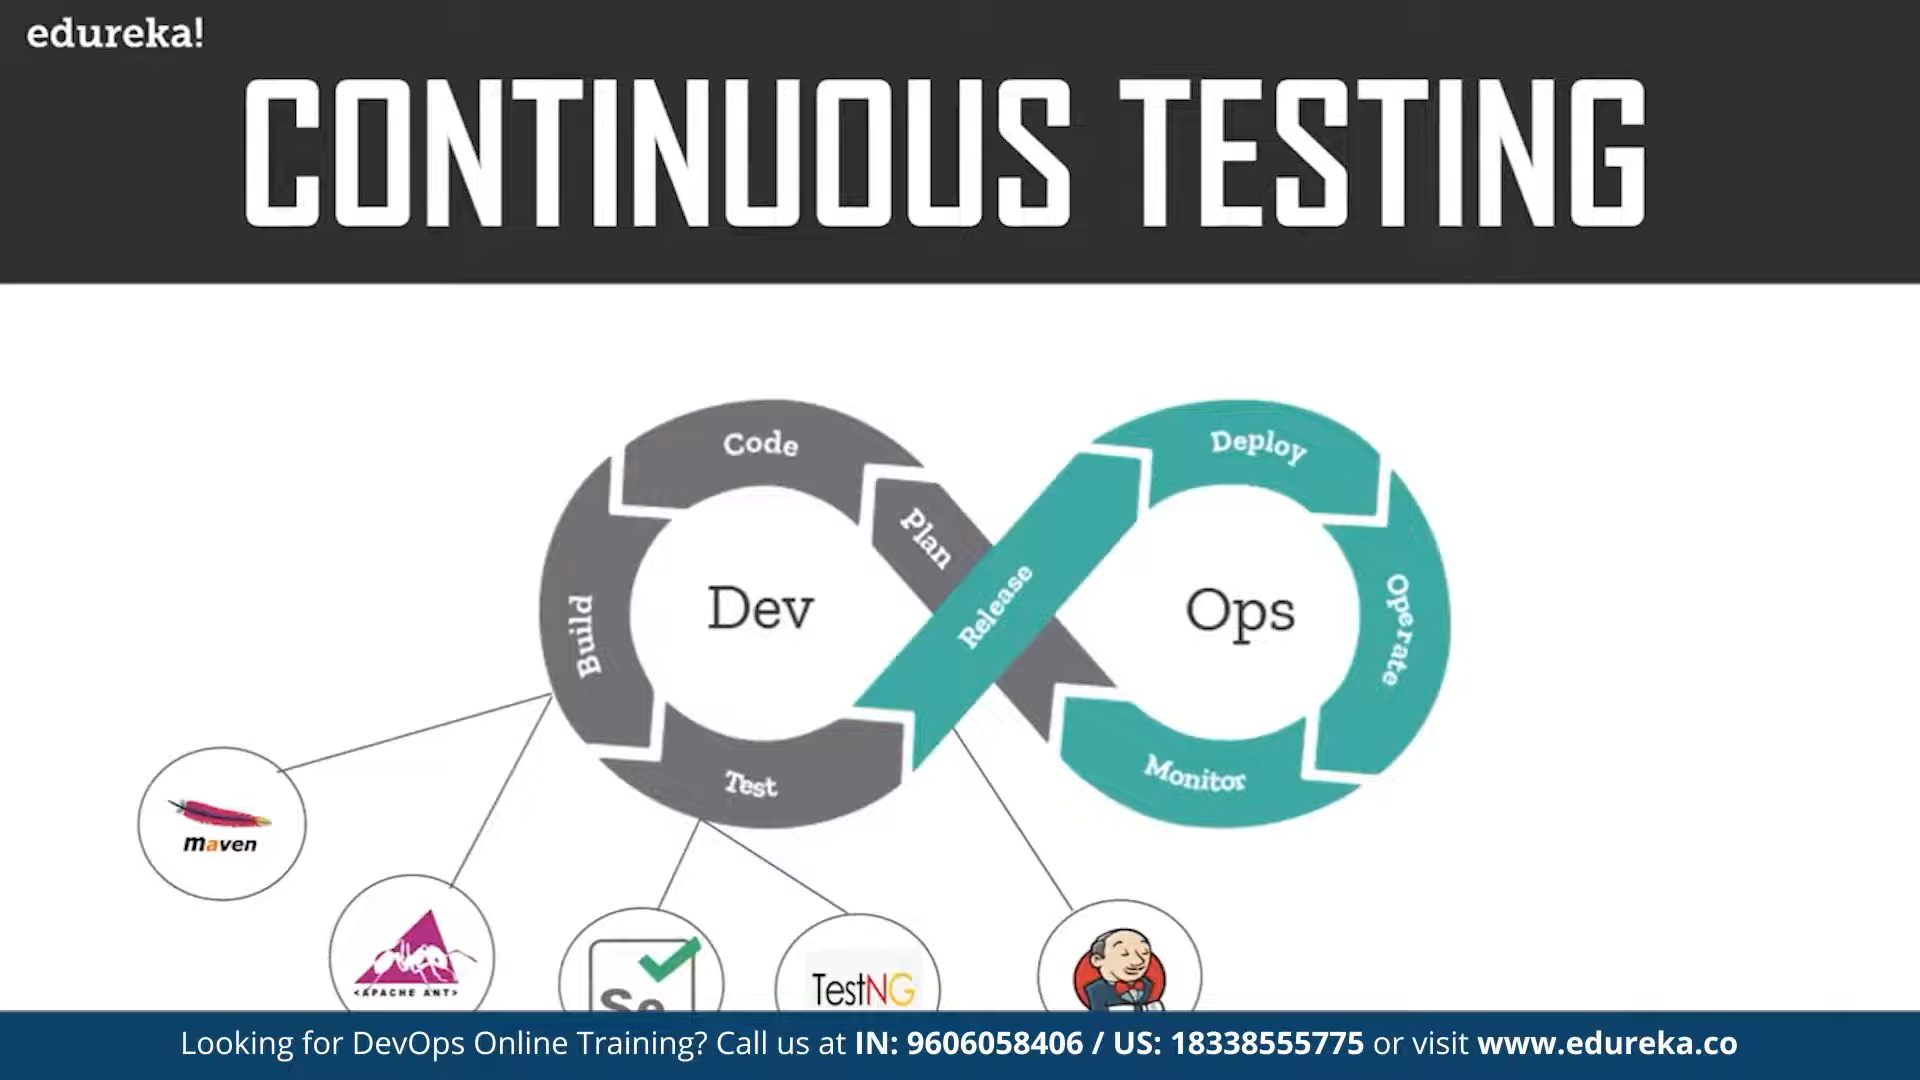 edureka!
CONTINUOUS TESTING
Code
Deploy
Plan
Release
Build
Dev
Ops
Operate
Test
Monitor
maven
<APACHE ANT>
Se
TestNG
Looking for DevOps Online Training? Call us at IN: 9606058406 / US: 18338555775 or visit www.edureka.co